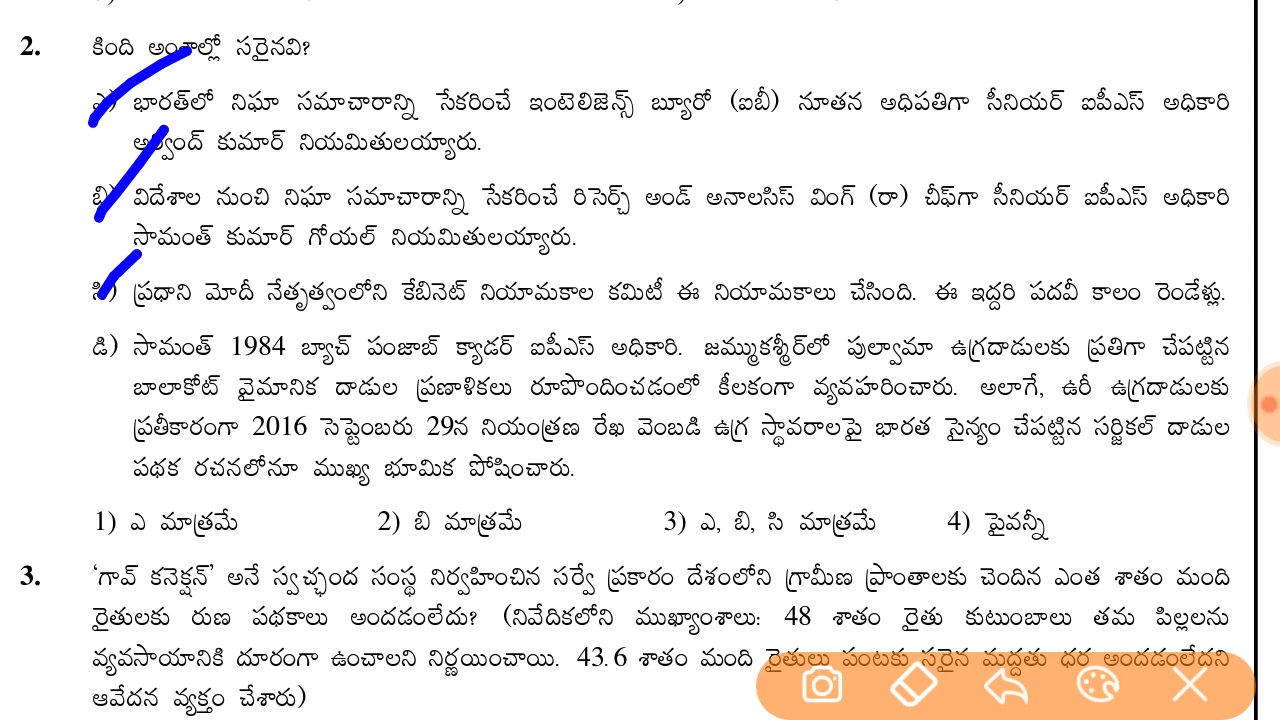 2. కింది అంశాల్లో సరైనవి?
ఎ) భారత్‌లో నిఘా సమాచారాన్ని సేకరించే ఇంటెలిజెన్స్ బ్యూరో (ఐబీ) నూతన అధిపతిగా సీనియర్ ఐపీఎస్ అధికారి
అర్వింద్ కుమార్ నియమితులయ్యారు.
బి) విదేశాల నుంచి నిఘా సమాచారాన్ని సేకరించే రిసెర్చ్ అండ్ అనాలసిస్ వింగ్ (రా) చీఫ్‌గా సీనియర్ ఐపీఎస్ అధికారి
సామంత్ కుమార్ గోయల్ నియమితులయ్యారు.
సి) ప్రధాని మోదీ నేతృత్వంలోని కేబినెట్ నియామకాల కమిటీ ఈ నియామకాలు చేసింది. ఈ ఇద్దరి పదవీ కాలం రెండేళ్లు.
డి) సామంత్ 1984 బ్యాచ్ పంజాబ్ క్యాడర్ ఐపీఎస్ అధికారి. జమ్ముకశ్మీర్‌లో పుల్వామా ఉగ్రదాడులకు ప్రతిగా చేపట్టిన
బాలాకోట్ వైమానిక దాడుల ప్రణాళికలు రూపొందించడంలో కీలకంగా వ్యవహరించారు. అలాగే, ఉరీ ఉగ్రదాడులకు
ప్రతీకారంగా 2016 సెప్టెంబరు 29న నియంత్రణ రేఖ వెంబడి ఉగ్ర స్థావరాలపై భారత సైన్యం చేపట్టిన సర్జికల్ దాడుల
పథక రచనలోనూ ముఖ్య భూమిక పోషించారు.
1) ఎ మాత్రమే 2) బి మాత్రమే 3) ఎ, బి, సి మాత్రమే 4) పైవన్నీ
3. ‘గావ్ కనెక్షన్’ అనే స్వచ్ఛంద సంస్థ నిర్వహించిన సర్వే ప్రకారం దేశంలోని గ్రామీణ ప్రాంతాలకు చెందిన ఎంత శాతం మంది
రైతులకు రుణ పథకాలు అందడంలేదు? (నివేదికలోని ముఖ్యాంశాలు: 48 శాతం రైతు కుటుంబాలు తమ పిల్లలను
వ్యవసాయానికి దూరంగా ఉంచాలని నిర్ణయించాయి. 43.6 శాతం మంది రైతులు పంటకు సరైన మద్దతు ధర అందడంలేదని
ఆవేదన వ్యక్తం చేశారు)